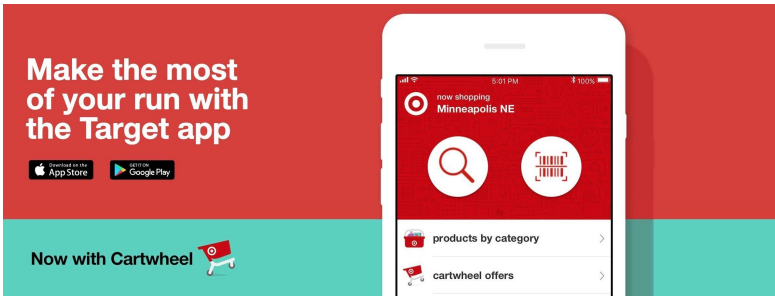 Make the most
of your run with
the Target app
Download on the
App Store
GET IT ON
Google Play
Now with Cartwheel
5:01 PM
100%
now shopping
Minneapolis NE
products by category
cartwheel offers